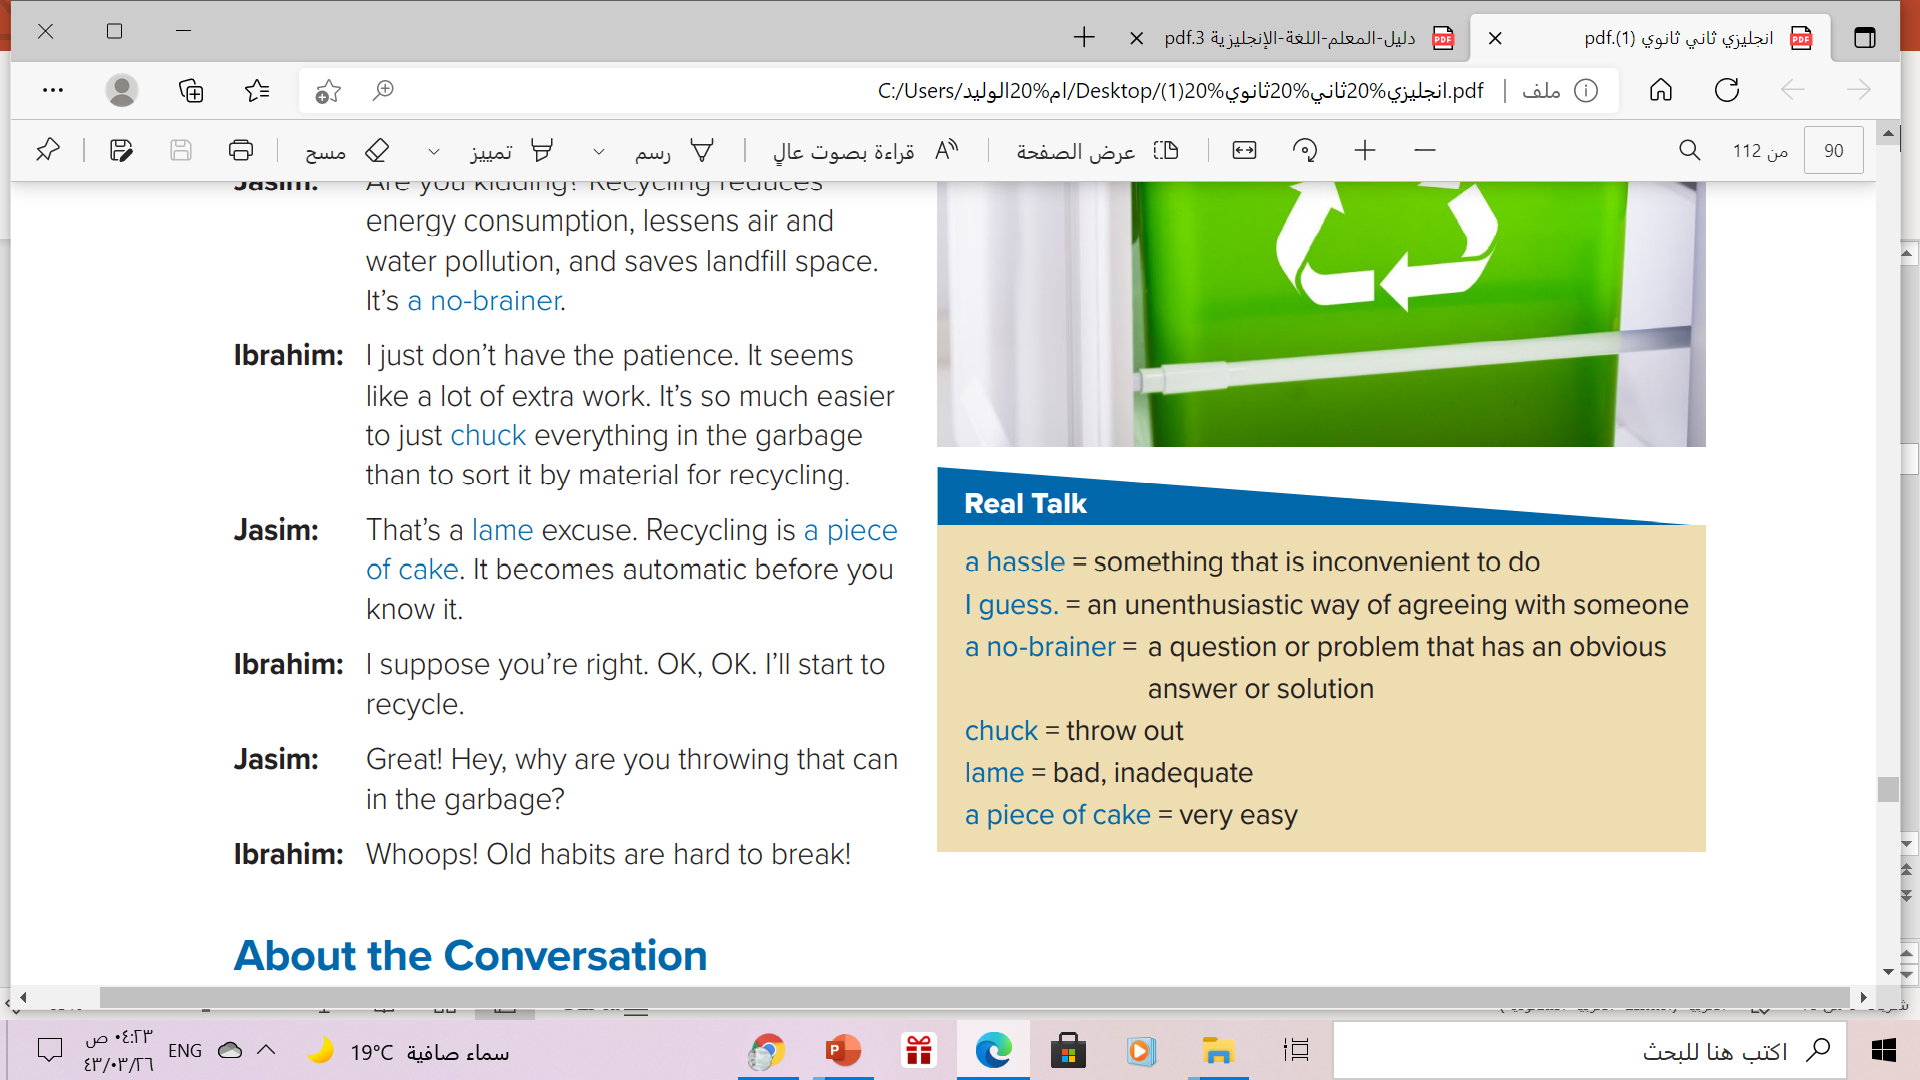 انجليزي ثاني ثانوي (1).pdf
دليل-المعلم-اللغة-الإنجليزية 3.pdf
ملف
C:/Users/ام%20الوليد/Desktop/انجليزي%20ثاني%20ثانوي%20(1).pdf
90
من 112
عرض الصفحة
قراءة بصوت عالٍ
رسم
تمييز
مسح
Jasim: Are you kidding? Recycling reduces
energy consumption, lessens air and
water pollution, and saves landfill space.
It's a no-brainer.
Ibrahim: I just don't have the patience. It seems
like a lot of extra work. It's so much easier
to just chuck everything in the garbage
than to sort it by material for recycling.
Jasim: That's a lame excuse. Recycling is a piece
of cake. It becomes automatic before you
know it.
Ibrahim: I suppose you're right. OK, OK. I'll start to
recycle.
Jasim: Great! Hey, why are you throwing that can
in the garbage?
Ibrahim: Whoops! Old habits are hard to break!
About the Conversation
Real Talk
a hassle = something that is inconvenient to do
I guess. = an unenthusiastic way of agreeing with someone
a no-brainer = a question or problem that has an obvious
answer or solution
chuck = throw out
lame = bad, inadequate
a piece of cake = very easy
اكتب هنا للبحث
19°C سماء صافية
ENG
٠٤:٢٣ ص
٤٣/٠٣/٢٦